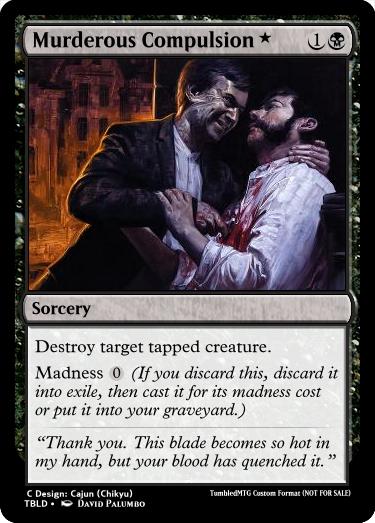 Murderous Compulsion ★ 1
Sorcery
Destroy target tapped creature.
Madness 0 (If you discard this, discard it
into exile, then cast it for its madness cost
or put it into your graveyard.)
“Thank you. This blade becomes so hot in
my hand, but your blood has quenched it.”
C Design: Cajun (Chikyu)
TumbledMTG Custom Format (NOT FOR SALE)
TBLD • David Palumbo